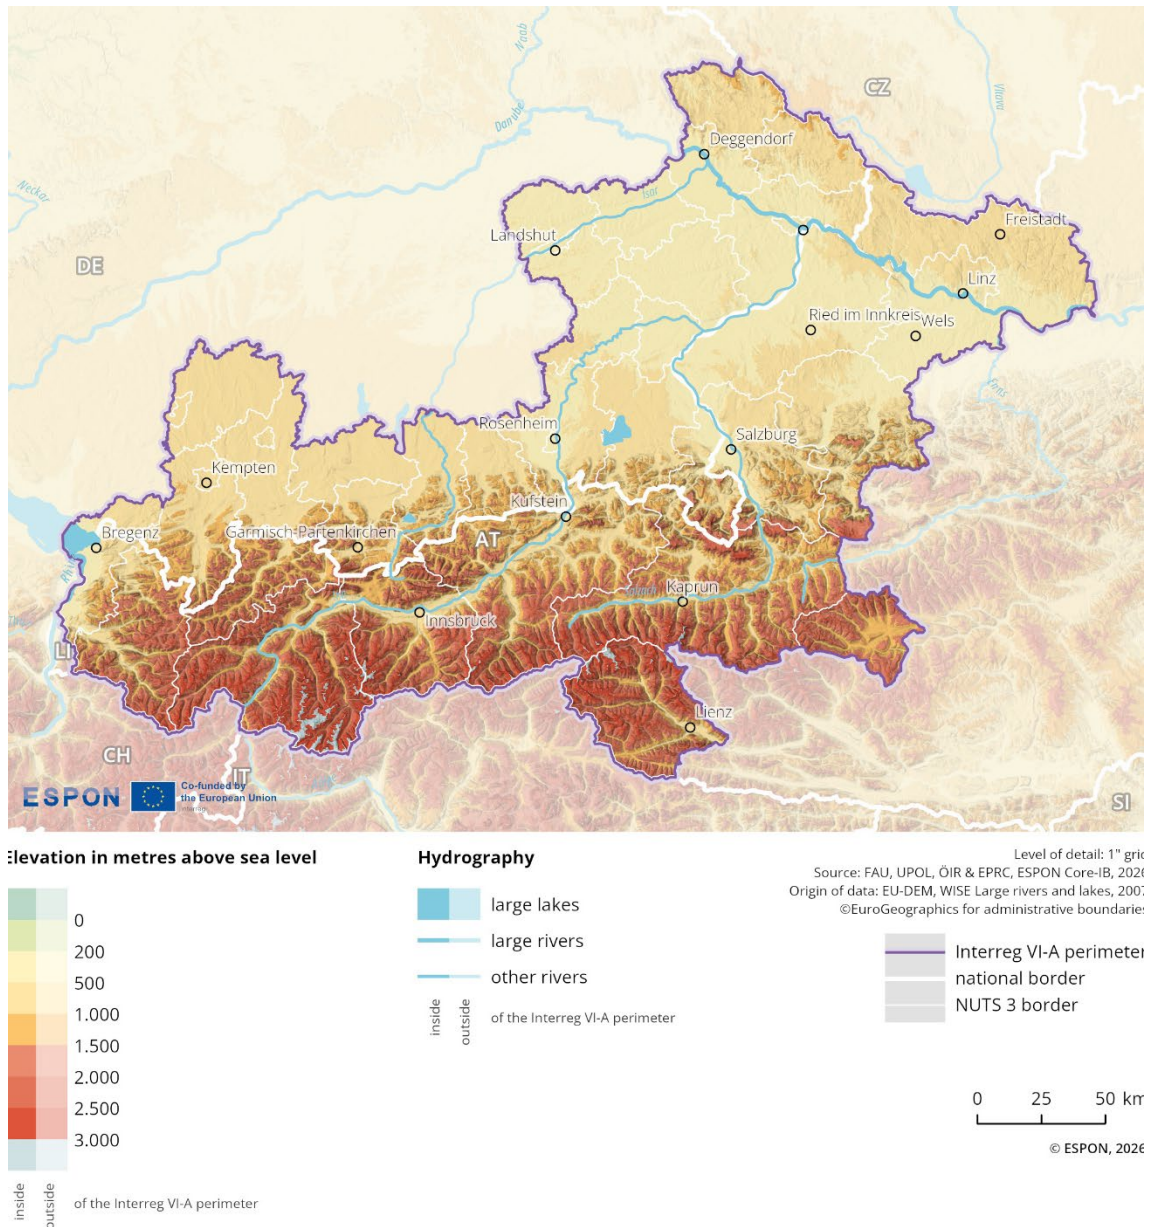 CZ
Naab
Vltava
Danube
Deggendorf
Neckar
Isar
Freistadt
Landshut
DE
Linz
Ried im Innkreis
Wels
Enns
Rosenheim
Salzburg
Kempten
Kufstein
Bregenz
Garmisch-Partenkirchen
AT
Kaprun
Innsbruck
LI
Lienz
CH
IT
SI
ESPON
Co-funded by
the European Union
Interreg
Elevation in metres above sea level
0
200
500
1.000
1.500
2.000
2.500
3.000
inside
outside
of the Interreg VI-A perimeter
Hydrography
large lakes
large rivers
other rivers
inside
outside
of the Interreg VI-A perimeter
Level of detail: 1" grid
Source: FAU, UPOL, ÖIR & EPRC, ESPON Core-IB, 2026
Origin of data: EU-DEM, WISE Large rivers and lakes, 2007
©EuroGeographics for administrative boundaries
Interreg VI-A perimeter
national border
NUTS 3 border
0 25 50 km
© ESPON, 2026